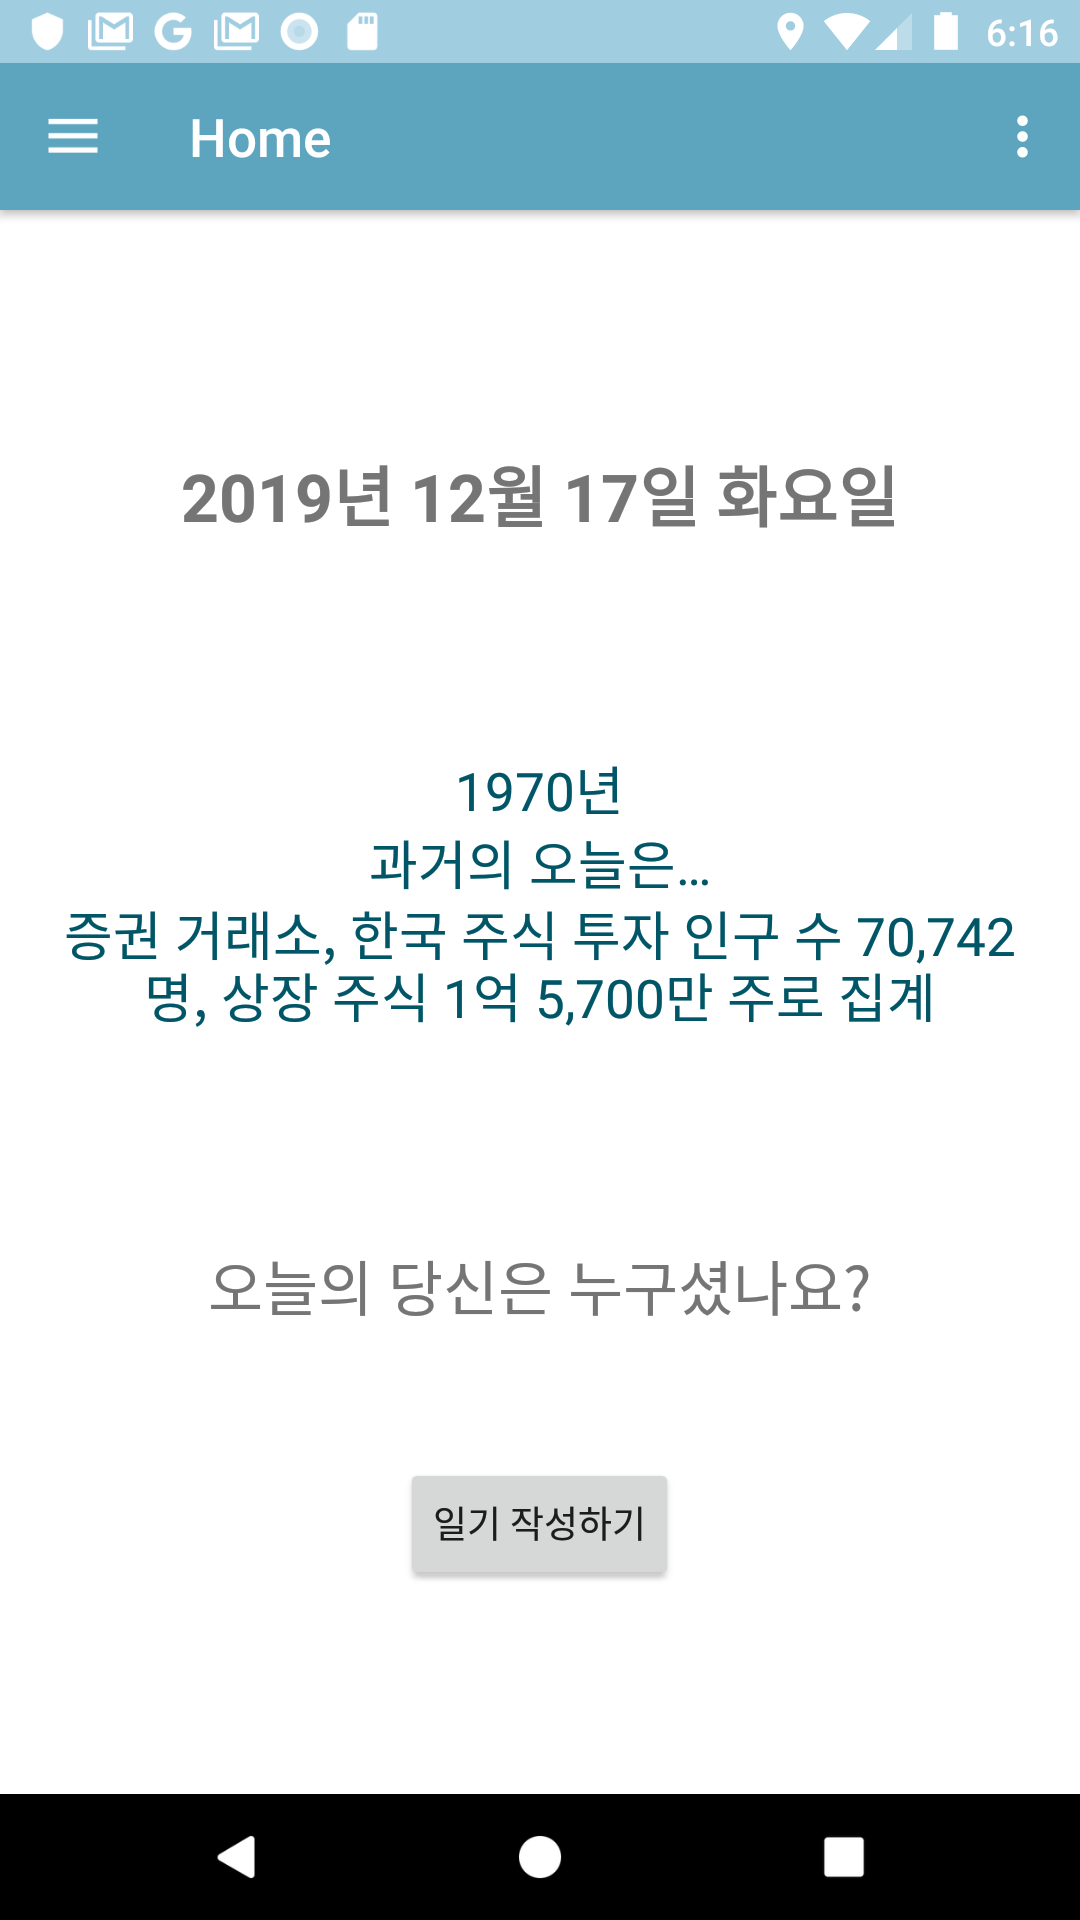 6:16
Home
2019년 12월 17일 화요일
1970년
과거의 오늘은...
증권 거래소, 한국 주식 투자 인구 수 70,742
명, 상장 주식 1억 5,700만 주로 집계
오늘의 당신은 누구셨나요?
일기 작성하기